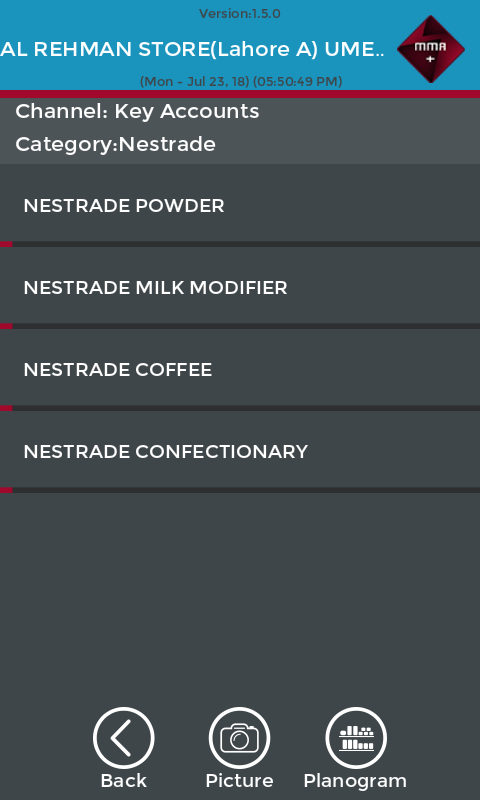 Version:1.5.0
AL REHMAN STORE(Lahore A) UME..
MMA
+
(Mon - Jul 23, 18) (05:50:49 PM)
Channel: Key Accounts
Category:Nestrade
NESTRADE POWDER
NESTRADE MILK MODIFIER
NESTRADE COFFEE
NESTRADE CONFECTIONARY
Back
Picture
Planogram